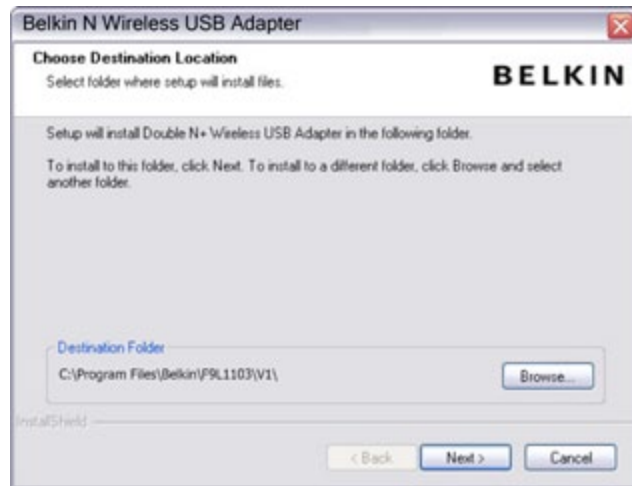 Belkin N Wireless USB Adapter
Choose Destination Location
Select folder where setup will install files.
BELKIN
Setup will install Double N+ Wireless USB Adapter in the following folder.
To install to this folder, click Next. To install to a different folder, click Browse and select
another folder.
Destination Folder
C:\Program Files\Belkin\F9L1103\V1\
Browse...
InstallShield
< Back
Next >
Cancel